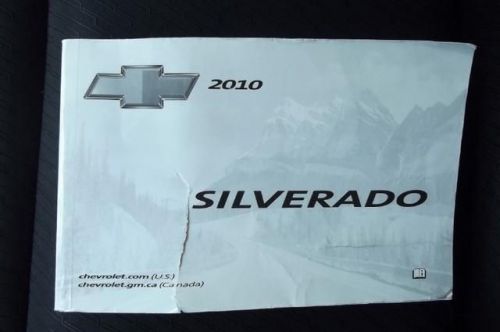 2010
SILVERADO
chevrolet.com (U.S.)
chevrolet.gm.ca (Canada)